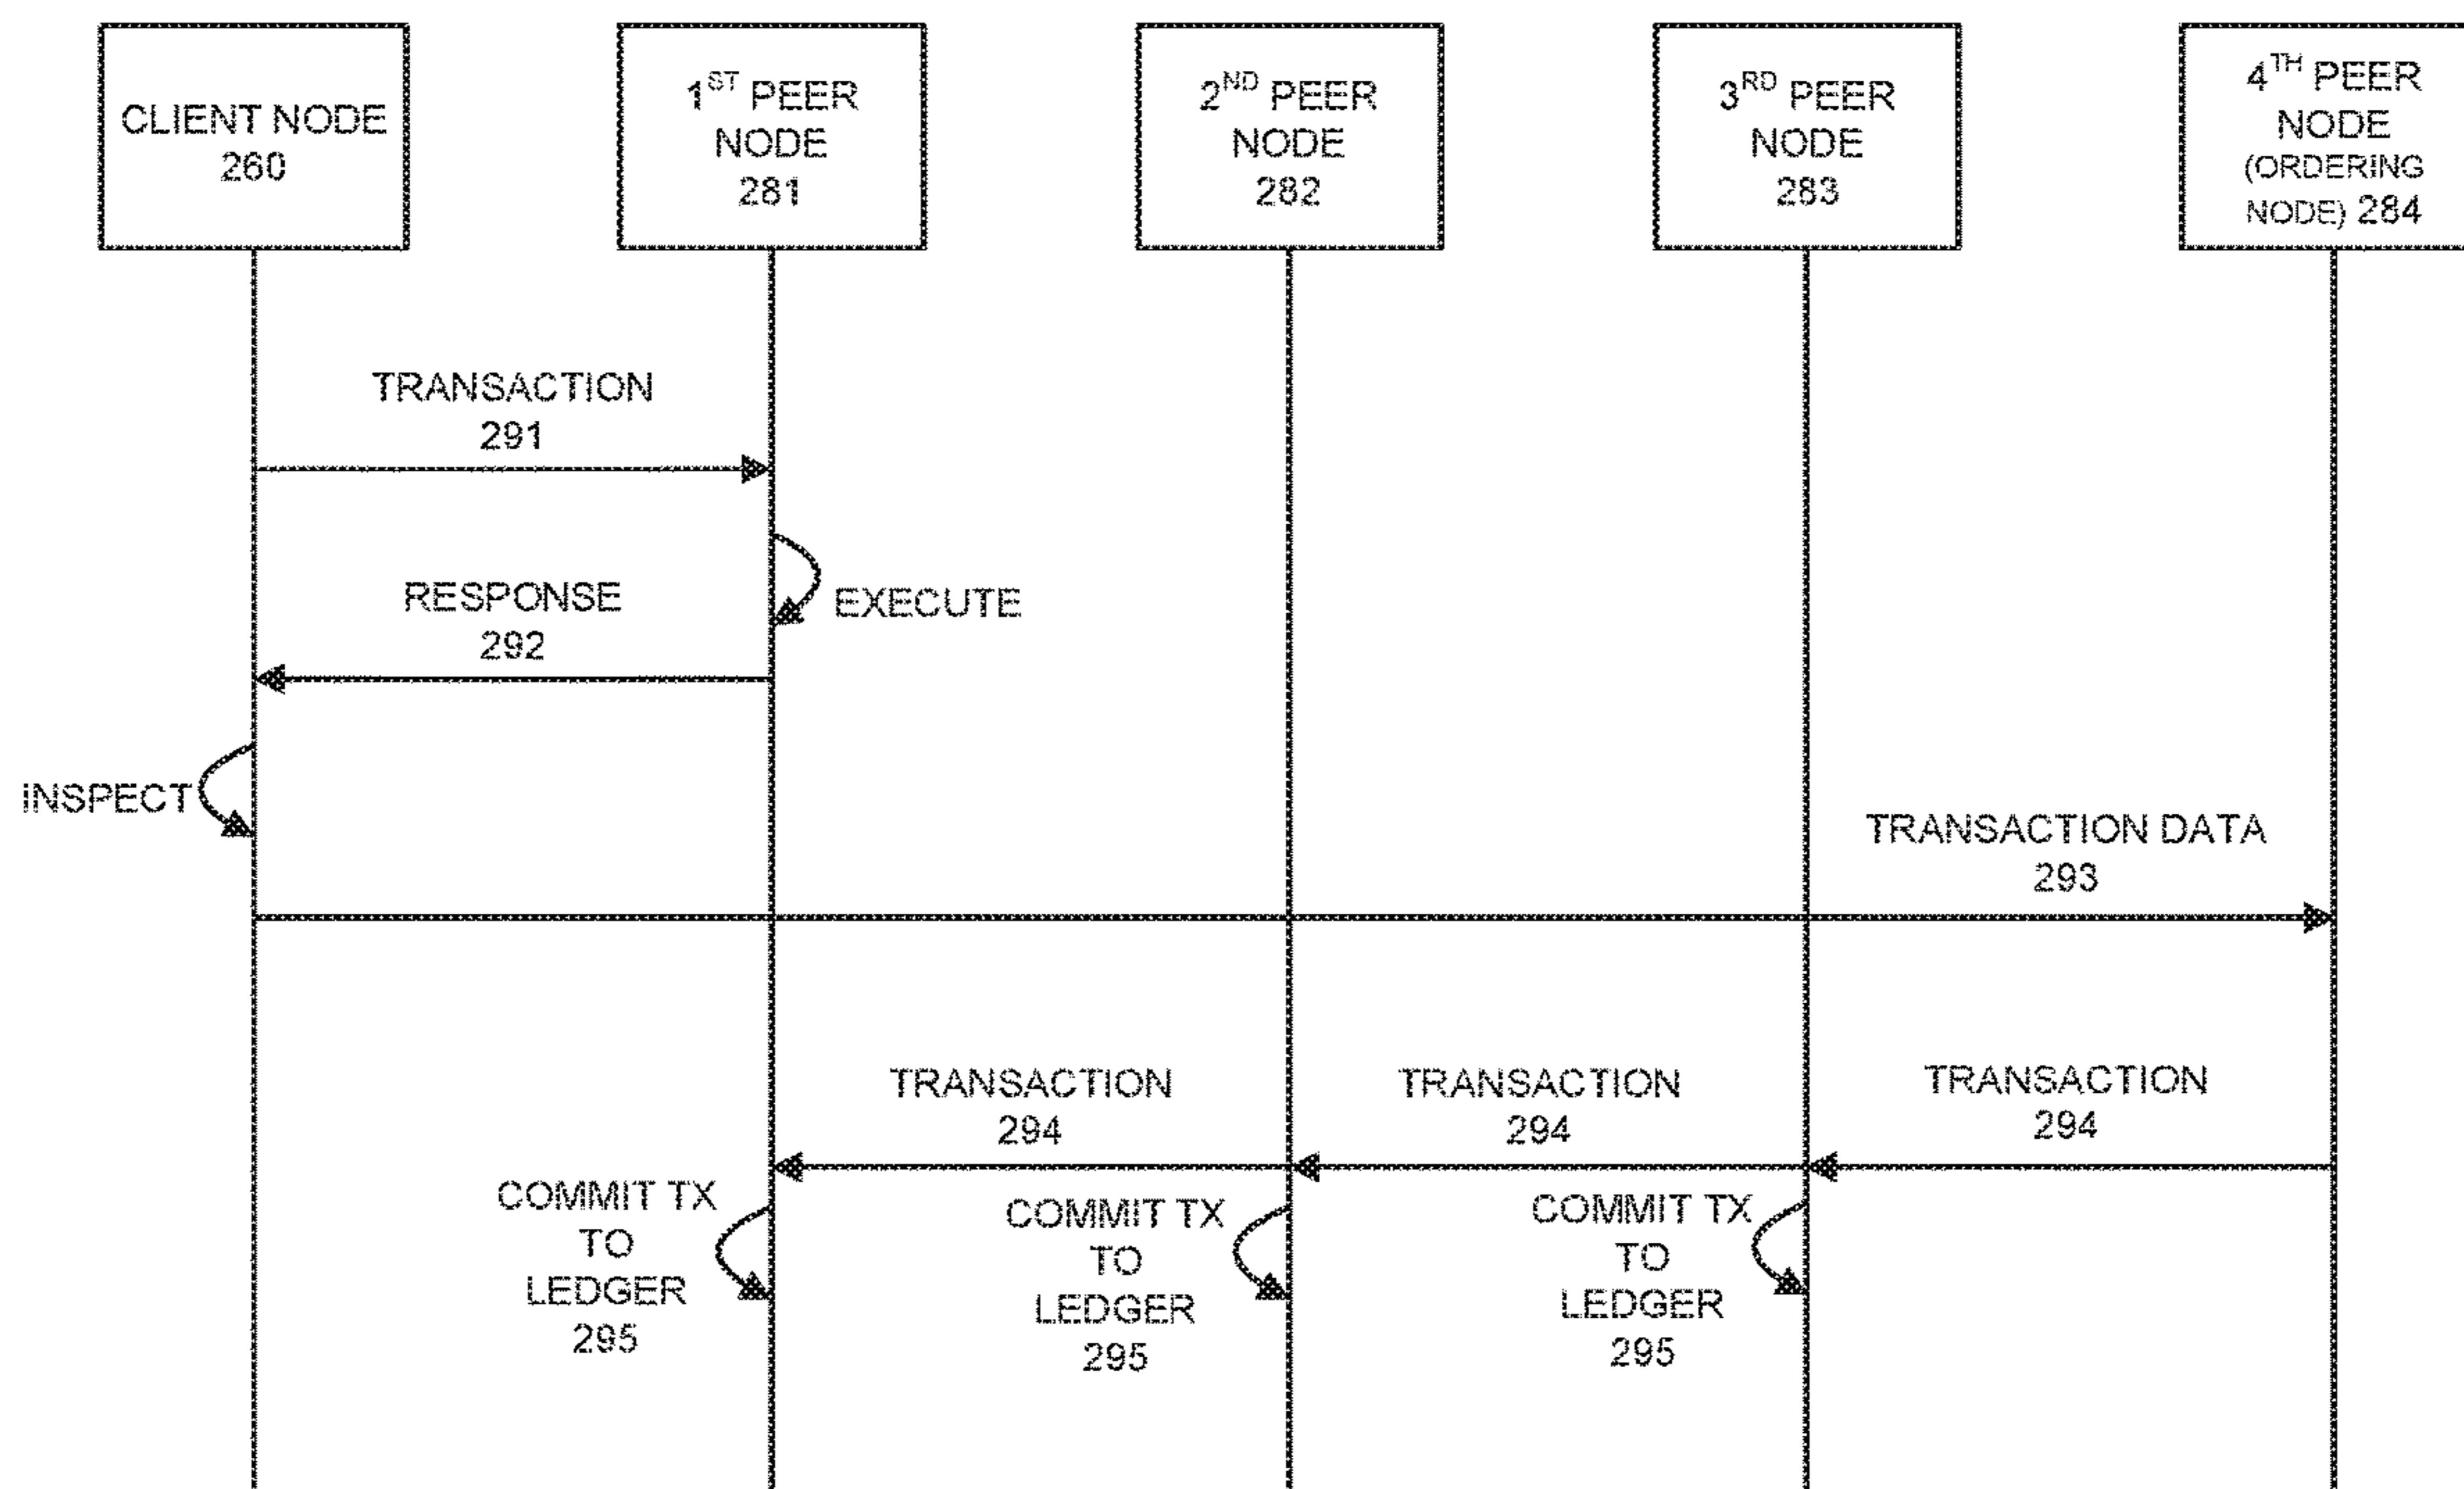 CLIENT NODE
260
1ST PEER
NODE
281
2ND PEER
NODE
282
3RD PEER
NODE
283
4TH PEER
NODE
(ORDERING
NODE) 284
TRANSACTION
291
EXECUTE
RESPONSE
292
INSPECT
TRANSACTION DATA
293
TRANSACTION
294
TRANSACTION
294
TRANSACTION
294
COMMIT TX
TO
LEDGER
295
COMMIT TX
TO
LEDGER
295
COMMIT TX
TO
LEDGER
295